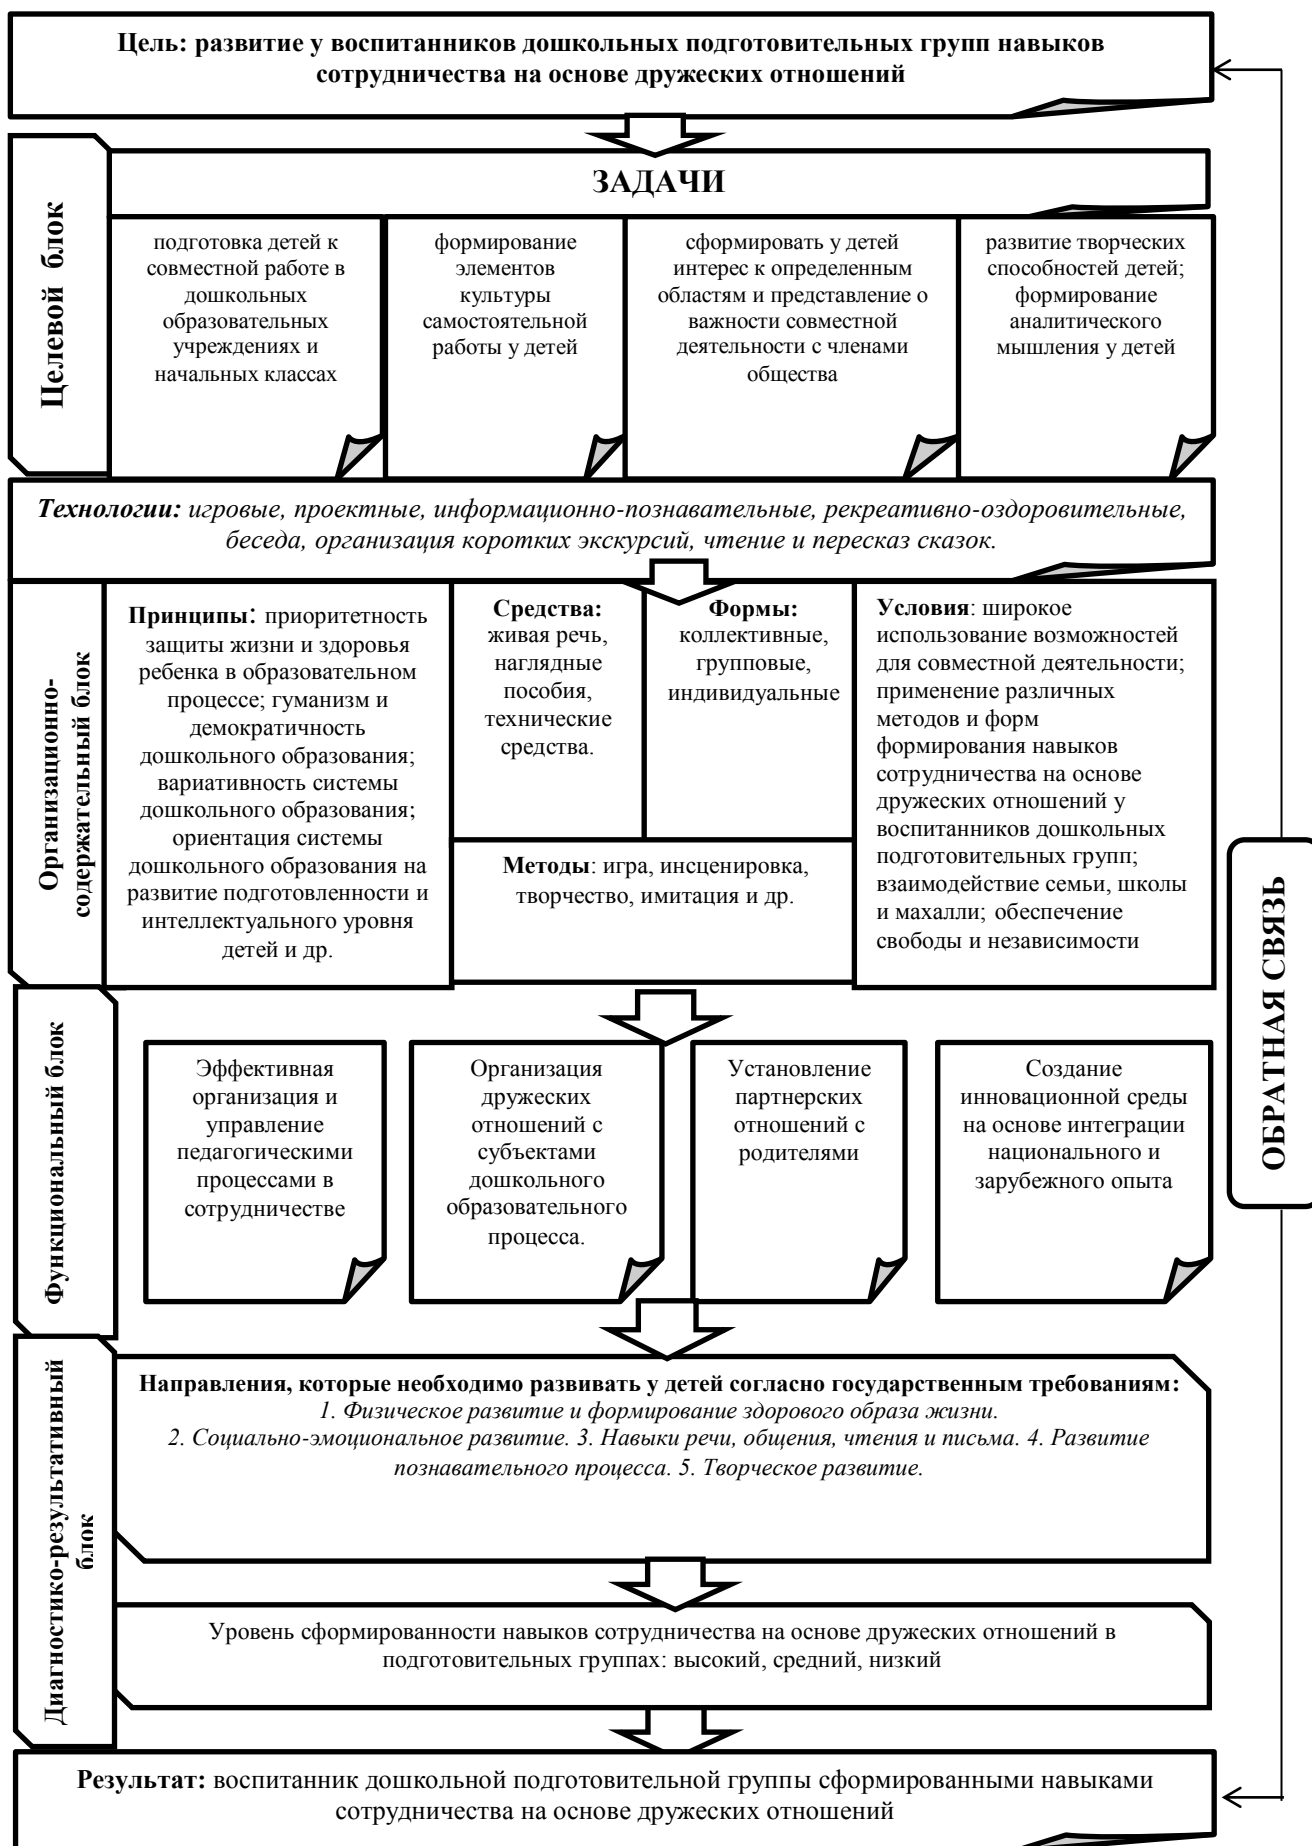 Цель: развитие у воспитанников дошкольных подготовительных групп навыков
сотрудничества на основе дружеских отношений
Целевой блок
ЗАДАЧИ
подготовка детей к
совместной работе в
дошкольных
образовательных
учреждениях и
начальных классах
формирование
элементов
культуры
самостоятельной
работы у детей
сформировать у детей
интерес к определенным
областям и представление о
важности совместной
деятельности с членами
общества
развитие творческих
способностей детей;
формирование
аналитического
мышления у детей
Технологии: игровые, проектные, информационно-познавательные, рекреативно-оздоровительные,
беседа, организация коротких экскурсий, чтение и пересказ сказок.
Организационно-
содержательный блок
Принципы: приоритетность
защиты жизни и здоровья
ребенка в образовательном
процессе; гуманизм и
демократичность
дошкольного образования;
вариативность системы
дошкольного образования;
ориентация системы
дошкольного образования на
развитие подготовленности и
интеллектуального уровня
детей и др.
Средства:
живая речь,
наглядные
пособия,
технические
средства.
Формы:
коллективные,
групповые,
индивидуальные
Методы: игра, инсценировка,
творчество, имитация и др.
Условия: широкое
использование возможностей
для совместной деятельности;
применение различных
методов и форм
формирования навыков
сотрудничества на основе
дружеских отношений у
воспитанников дошкольных
подготовительных групп;
взаимодействие семьи, школы
и махалли; обеспечение
свободы и независимости
ОБРАТНАЯ СВЯЗЬ
Функциональный блок
Эффективная
организация и
управление
педагогическими
процессами в
сотрудничестве
Организация
дружеских
отношений с
субъектами
дошкольного
образовательного
процесса.
Установление
партнерских
отношений с
родителями
Создание
инновационной среды
на основе интеграции
национального и
зарубежного опыта
Диагностико-результативный
блок
Направления, которые необходимо развивать у детей согласно государственным требованиям:
1. Физическое развитие и формирование здорового образа жизни.
2. Социально-эмоциональное развитие. 3. Навыки речи, общения, чтения и письма. 4. Развитие
познавательного процесса. 5. Творческое развитие.
Уровень сформированности навыков сотрудничества на основе дружеских отношений в
подготовительных группах: высокий, средний, низкий
Результат: воспитанник дошкольной подготовительной группы сформированными навыками
сотрудничества на основе дружеских отношений